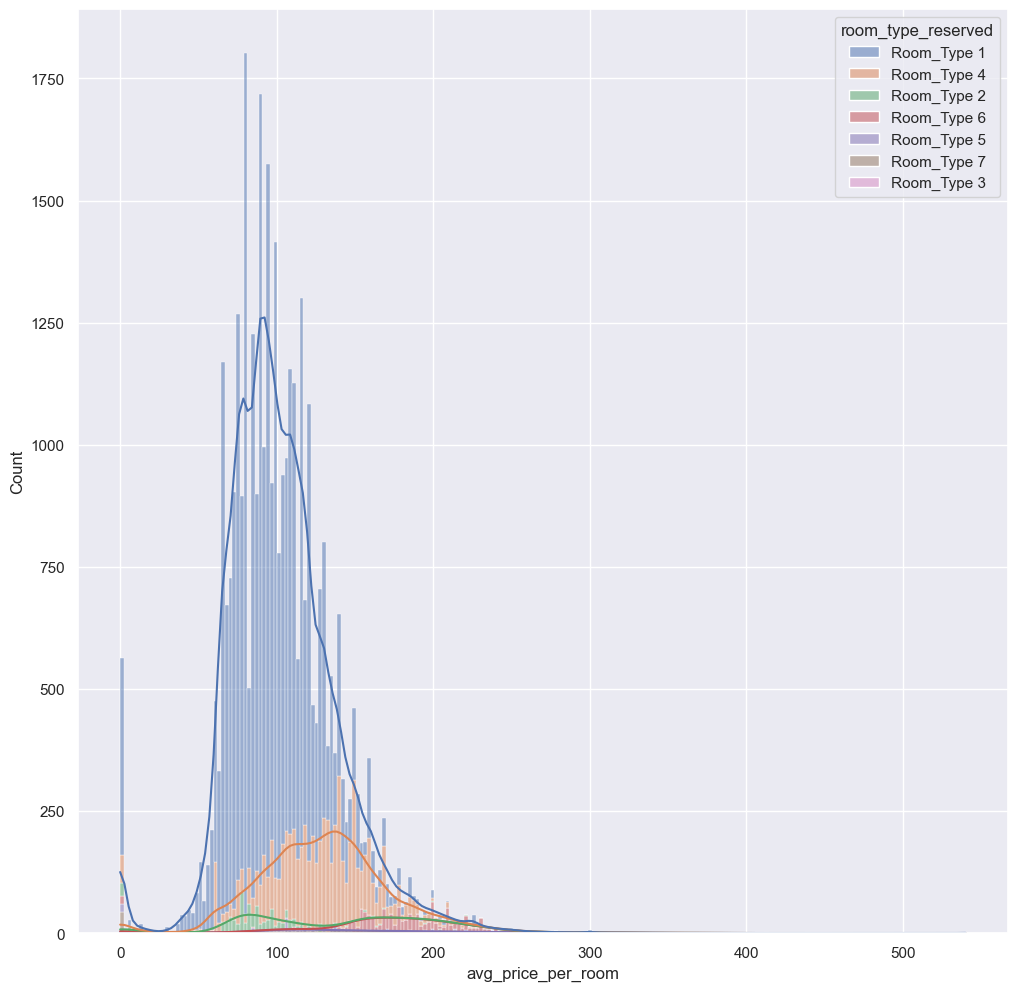 room_type_reserved
Room_Type 1
Room_Type 4
Room_Type 2
Room_Type 6
Room_Type 5
Room_Type 7
Room_Type 3
1750
1500
1250
1000
750
500
250
0
Count
0 100 200 300 400 500
avg_price_per_room